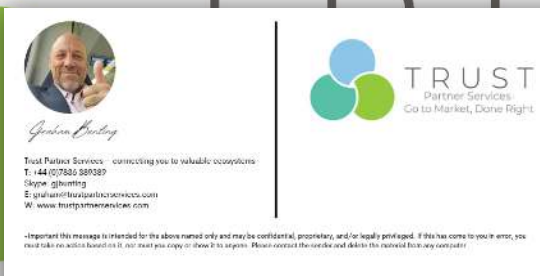 Graham Bunting
Trust Partner Services – connecting you to valuable ecosystems
T: +44 (0)7886 889389
Skype: gjbunting
E: graham@trustpartnerservices.com
W: www.trustpartnerservices.com
TRUST
Partner Services
Go to Market, Done Right
-Important this message is intended for the above named only and may be confidential, proprietary, and/or legally privileged. If this has come to you in error, you
must take no action based on it, nor must you copy or show it to anyone. Please contact the sender and delete the material from any computer